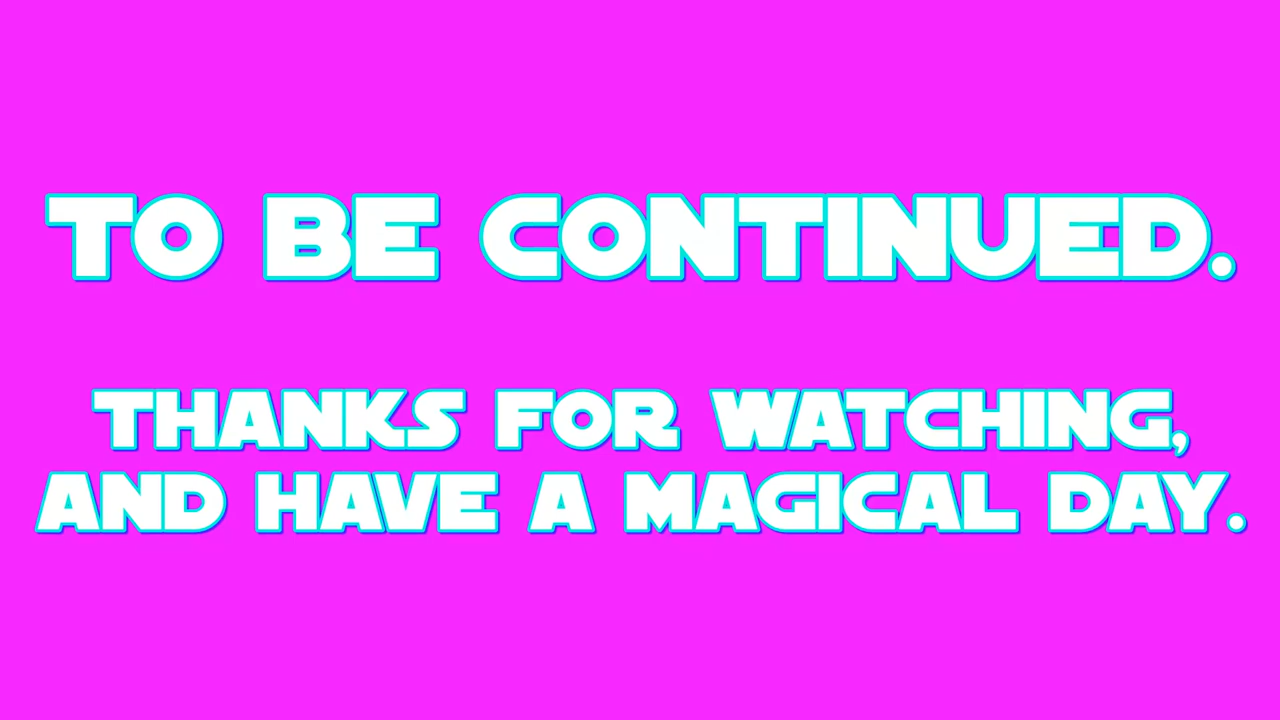 TO BE CONTINUED.
THANKS FOR WATCHING,
AND HAVE A MAGICAL DAY.